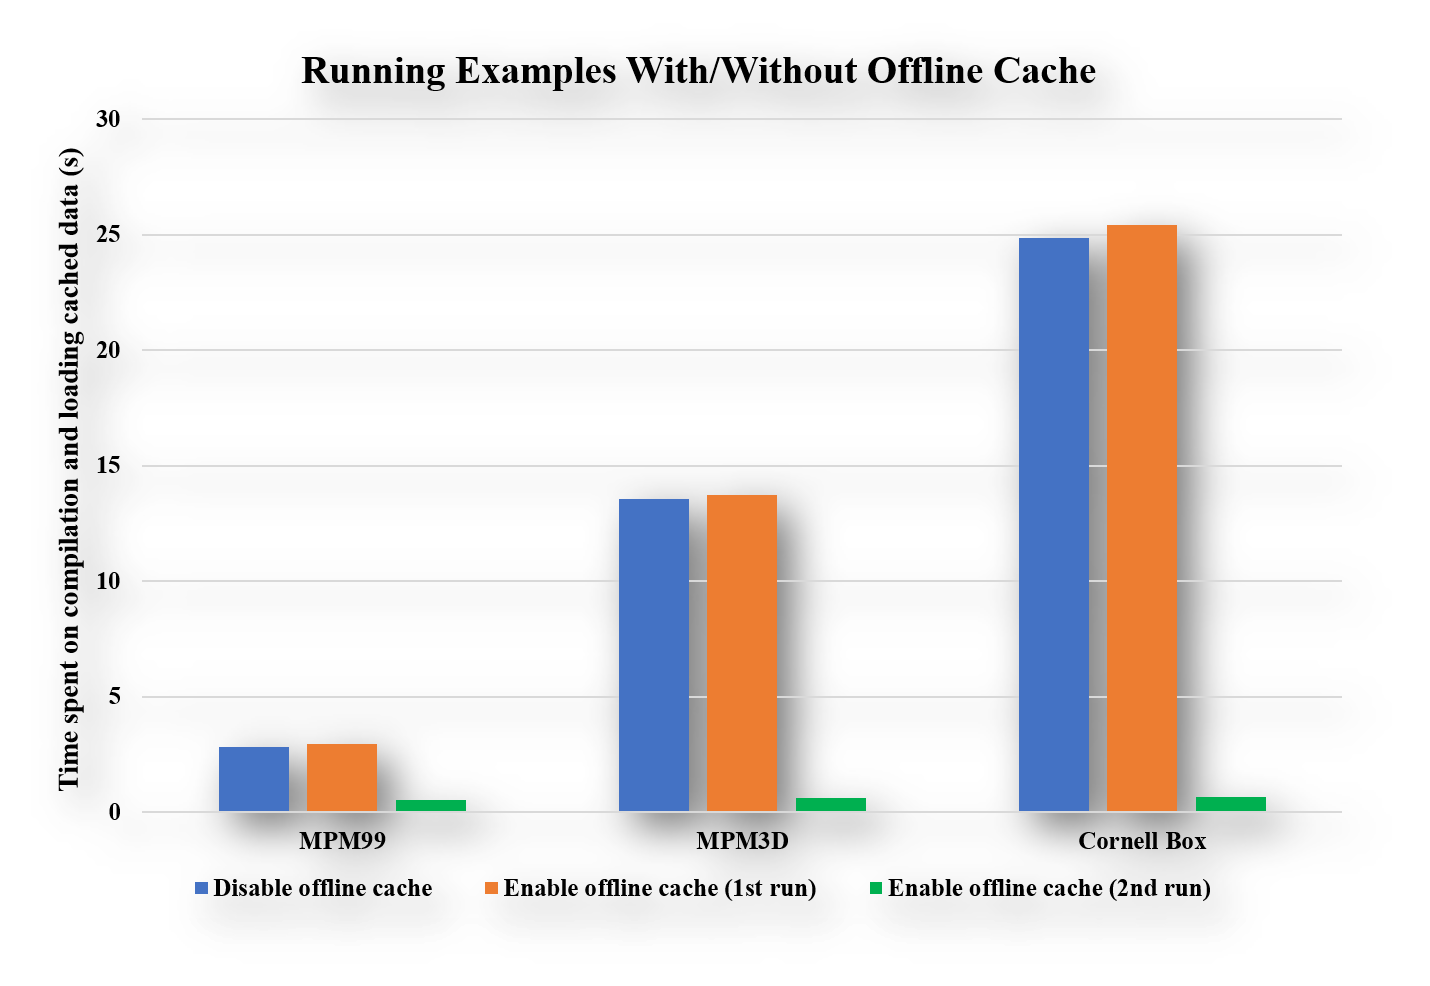 Running Examples With/Without Offline Cache
Time spent on compilation and loading cached data (s)
30
25
20
15
10
5
0
MPM99 MPM3D Cornell Box
Disable offline cache Enable offline cache (1st run) Enable offline cache (2nd run)